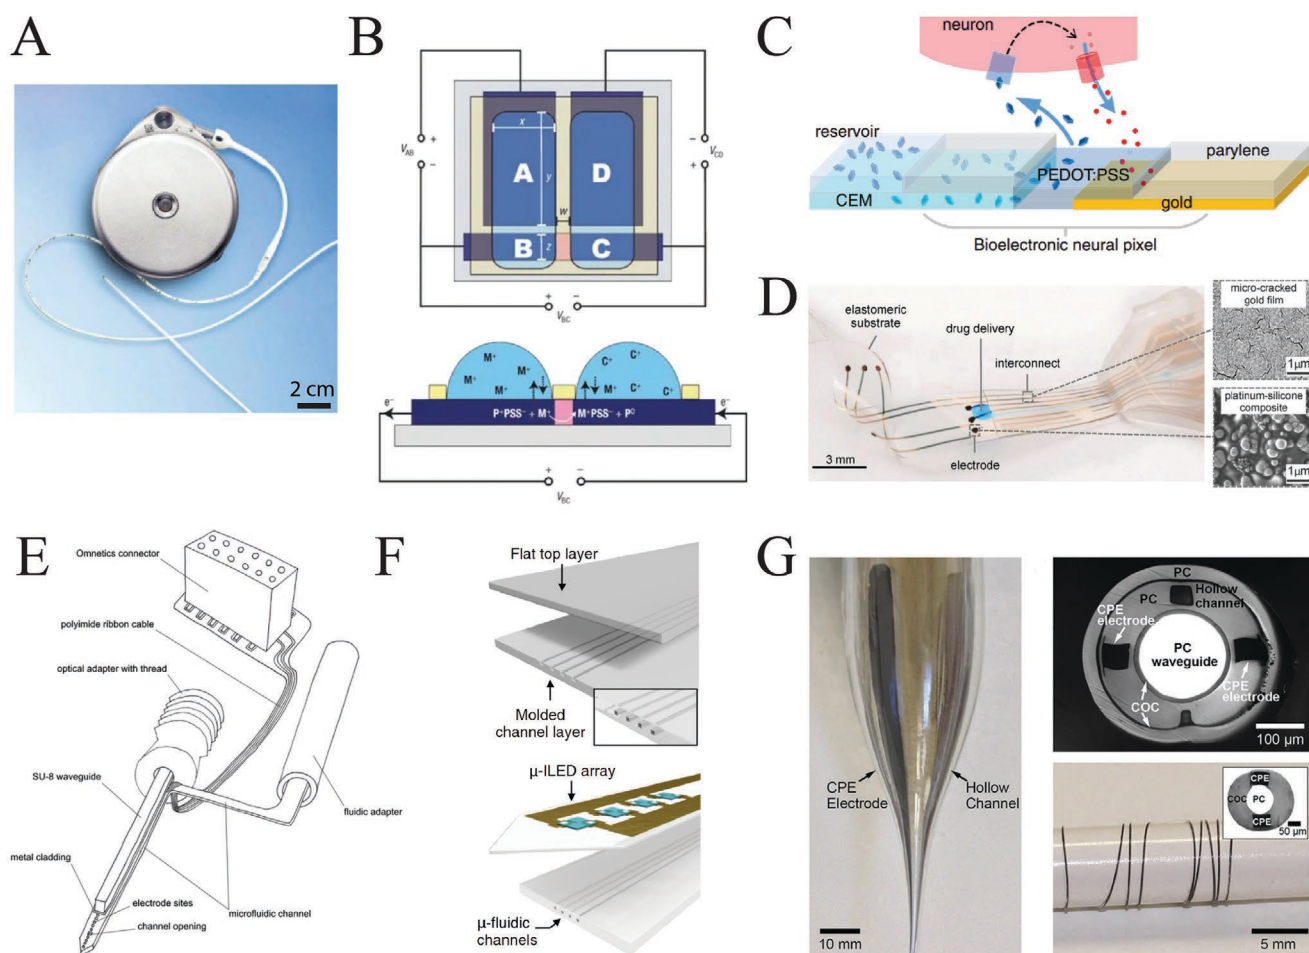 A
2 cm
B
V_AB
+
−
x
A
y
D
w
B
z
C
−
+
V_CD
+
−
V_BC
M⁺
M⁺
M⁺
M⁺
C⁺
C⁺
M⁺
C⁺
C⁺
e⁻
P⁺PSS⁻ + M⁺
M⁺PSS⁻ + P⁰
e⁻
+
−
V_BC
C
neuron
reservoir
parylene
PEDOT:PSS
CEM
gold
Bioelectronic neural pixel
D
elastomeric
substrate
drug delivery
interconnect
electrode
3 mm
micro-cracked
gold film
1µm
platinum-silicone
composite
1µm
E
Omnetics connector
polyimide ribbon cable
optical adapter with thread
SU-8 waveguide
fluidic adapter
metal cladding
electrode sites
channel opening
microfluidic channel
F
Flat top layer
Molded
channel layer
µ-ILED array
µ-fluidic
channels
G
CPE
Electrode
Hollow
Channel
10 mm
PC
PC
Hollow
channel
CPE
electrode
PC
waveguide
CPE
electrode
COC
100 µm
CPE
COC
PC
CPE
50 µm
5 mm